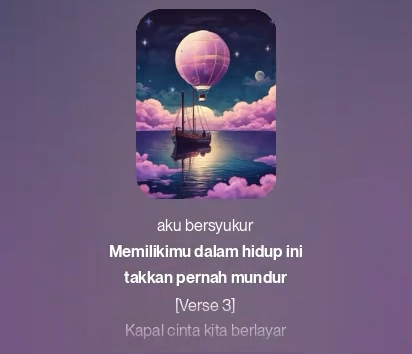 aku bersyukur
Memilikimu dalam hidup ini
takkan pernah mundur
[Verse 3]
Kapal cinta kita berlayar